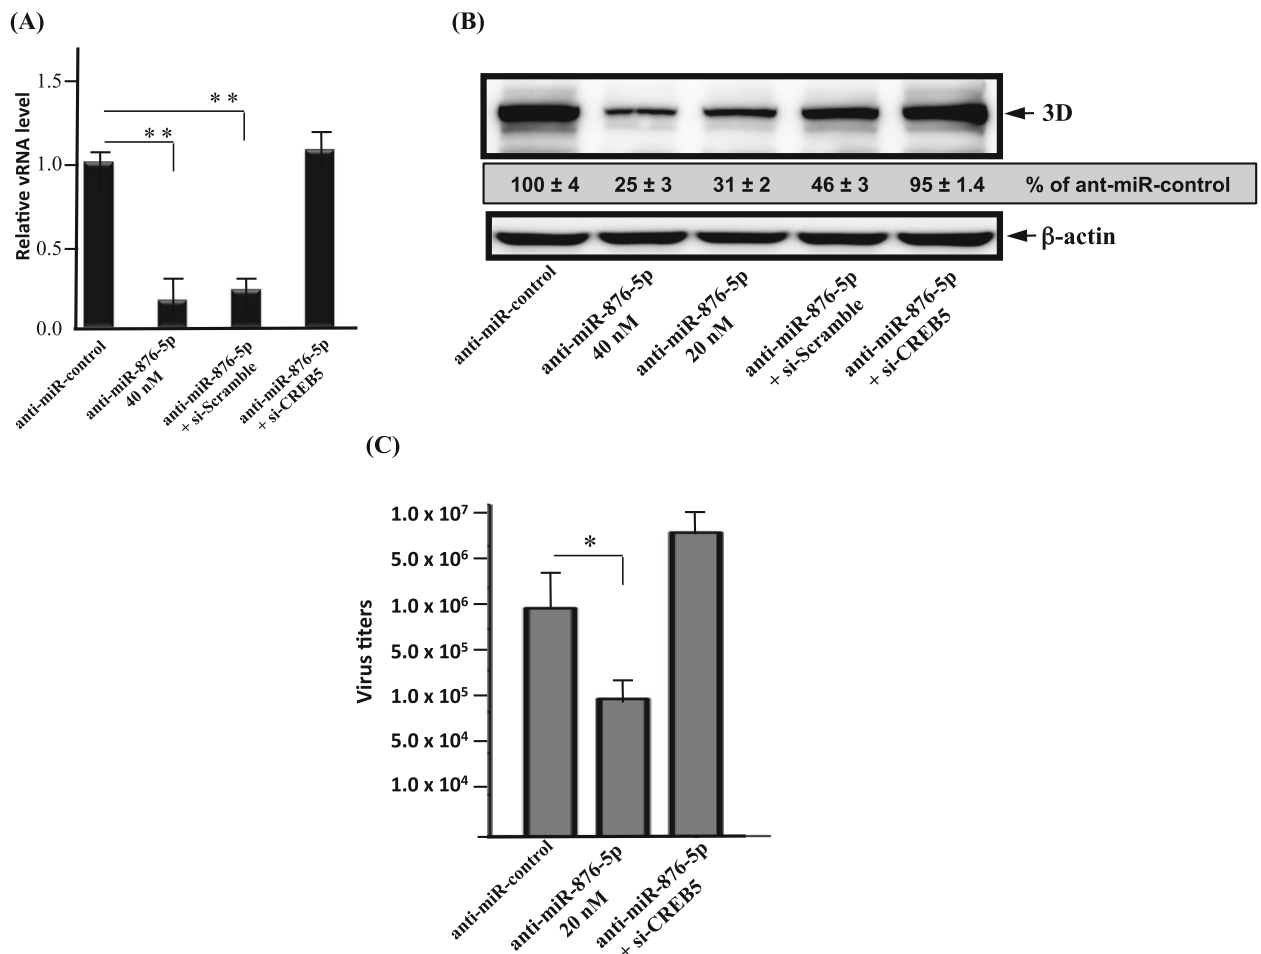 (A)
Relative vRNA level
1.5
1.0
0.5
0.0
* *
* *
anti-miR-control
anti-miR-876-5p
40 nM
anti-miR-876-5p
+ si-Scramble
anti-miR-876-5p
+ si-CREB5
(B)
3D
100 ± 4 25 ± 3 31 ± 2 46 ± 3 95 ± 1.4 % of ant-miR-control
β-actin
anti-miR-control
anti-miR-876-5p
40 nM
anti-miR-876-5p
20 nM
anti-miR-876-5p
+ si-Scramble
anti-miR-876-5p
+ si-CREB5
(C)
Virus titers
1.0 x 10⁷
5.0 x 10⁶
1.0 x 10⁶
5.0 x 10⁵
1.0 x 10⁵
5.0 x 10⁴
1.0 x 10⁴
*
anti-miR-control
anti-miR-876-5p
20 nM
anti-miR-876-5p
+ si-CREB5